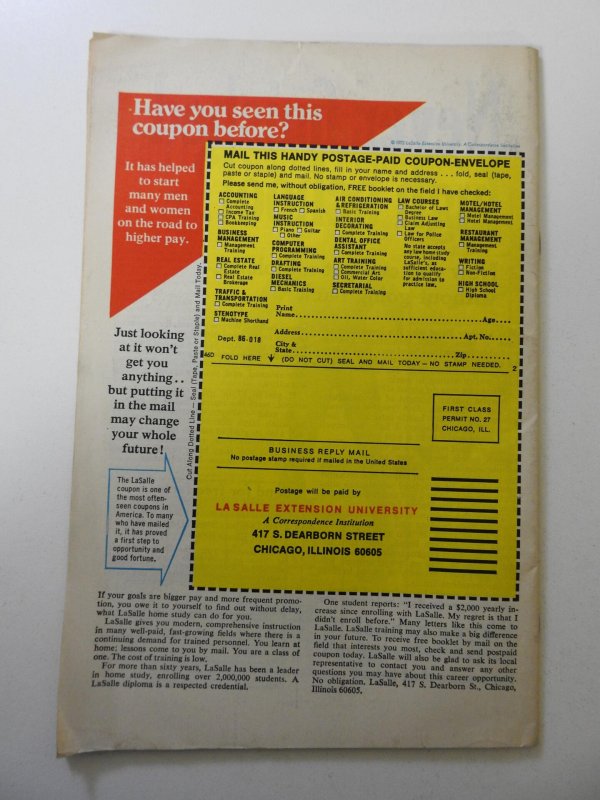 Have you seen this
coupon before?
© 1973 LaSalle Extension University, A Correspondence Institution
It has helped
to start
many men
and women
on the road to
higher pay.
Just looking
at it won't
get you
anything . .
but putting it
in the mail
may change
your whole
future!
The LaSalle
coupon is one of
the most often-
seen coupons in
America. To many
who have mailed
it, it has proved
a first step to
opportunity and
good fortune.
Cut Along Dotted Line — Seal (Tape, Paste or Staple) and Mail Today.
MAIL THIS HANDY POSTAGE-PAID COUPON-ENVELOPE
Cut coupon along dotted lines, fill in your name and address . . . fold, seal (tape,
paste or staple) and mail. No stamp or envelope is necessary.
Please send me, without obligation, FREE booklet on the field I have checked:
ACCOUNTING
☐ Complete
Accounting
☐ Income Tax
☐ CPA Training
☐ Bookkeeping
BUSINESS
MANAGEMENT
☐ Management
Training
REAL ESTATE
☐ Complete Real
Estate
☐ Real Estate
Brokerage
TRAFFIC &
TRANSPORTATION
☐ Complete Training
STENOTYPE
☐ Machine Shorthand
LANGUAGE
INSTRUCTION
☐ French ☐ Spanish
MUSIC
INSTRUCTION
☐ Piano ☐ Guitar
☐ Other
COMPUTER
PROGRAMMING
☐ Complete Training
DRAFTING
☐ Complete Training
DIESEL
MECHANICS
☐ Basic Training
AIR CONDITIONING
& REFRIGERATION
☐ Basic Training
INTERIOR
DECORATING
☐ Complete Training
DENTAL OFFICE
ASSISTANT
☐ Complete Training
ART TRAINING
☐ Complete Training
☐ Commercial Art
☐ Oil, Water Color
SECRETARIAL
☐ Complete Training
LAW COURSES
☐ Bachelor of Laws
Degree
☐ Business Law
☐ Claim Adjusting
Law
☐ Law for Police
Officers
No state accepts
any law home study
course, including
LaSalle's, as
sufficient educa-
tion to qualify
for admission to
practice law.
MOTEL/HOTEL
MANAGEMENT
☐ Motel Management
☐ Hotel Management
RESTAURANT
MANAGEMENT
☐ Management
Training
WRITING
☐ Fiction
☐ Non-Fiction
HIGH SCHOOL
☐ High School
Diploma
Print
Name Age
Address Apt. No.
Dept. 86-018
City &
State Zip
46D FOLD HERE (DO NOT CUT) SEAL AND MAIL TODAY — NO STAMP NEEDED. 2
FIRST CLASS
PERMIT NO. 27
CHICAGO, ILL.
BUSINESS REPLY MAIL
No postage stamp required if mailed in the United States
Postage will be paid by
LA SALLE EXTENSION UNIVERSITY
A Correspondence Institution
417 S. DEARBORN STREET
CHICAGO, ILLINOIS 60605
If your goals are bigger pay and more frequent promo-
tion, you owe it to yourself to find out without delay,
what LaSalle home study can do for you.
LaSalle gives you modern, comprehensive instruction
in many well-paid, fast-growing fields where there is a
continuing demand for trained personnel. You learn at
home; lessons come to you by mail. You are a class of
one. The cost of training is low.
For more than sixty years, LaSalle has been a leader
in home study, enrolling over 2,000,000 students. A
LaSalle diploma is a respected credential.
One student reports: "I received a $2,000 yearly in-
crease since enrolling with LaSalle. My regret is that I
didn't enroll before." Many letters like this come to
LaSalle. LaSalle training may also make a big difference
in your future. To receive free booklet by mail on the
field that interests you most, check and send postpaid
coupon today. LaSalle will also be glad to ask its local
representative to contact you and answer any other
questions you may have about this career opportunity.
No obligation. LaSalle, 417 S. Dearborn St., Chicago,
Illinois 60605.